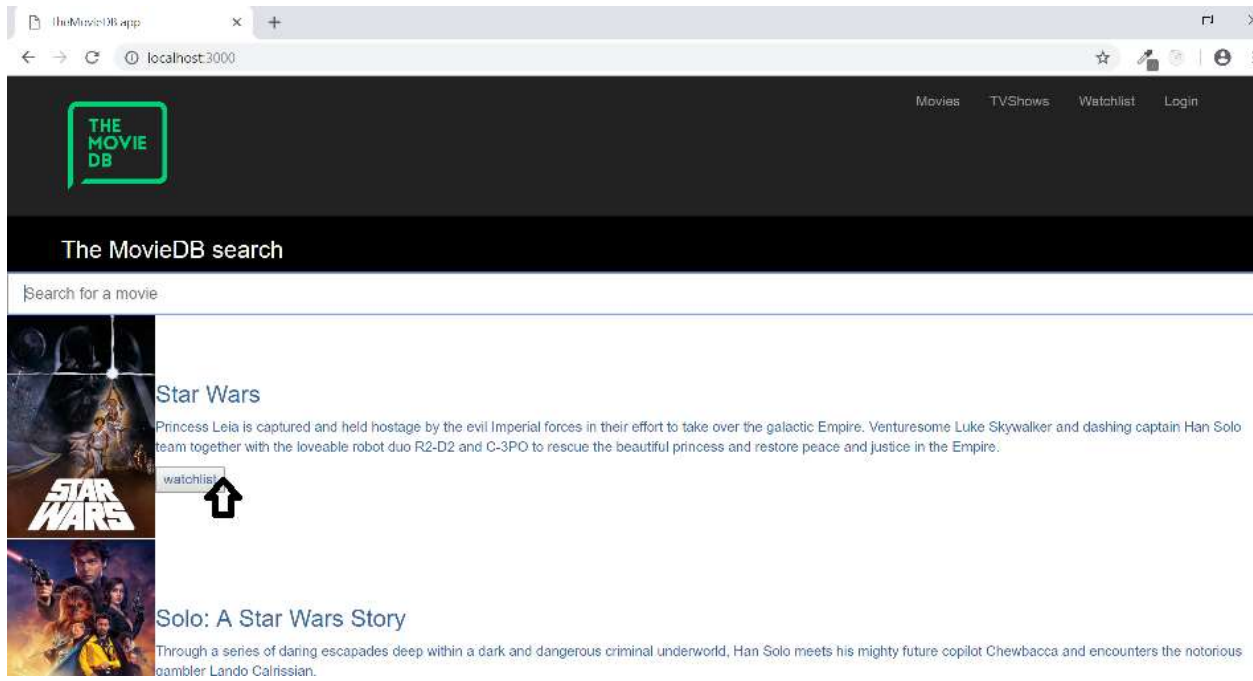 TheMovieDB app
localhost:3000
Movies TVShows Watchlist Login
THE
MOVIE
DB
The MovieDB search
Search for a movie
Star Wars
Princess Leia is captured and held hostage by the evil Imperial forces in their effort to take over the galactic Empire. Venturesome Luke Skywalker and dashing captain Han Solo
team together with the loveable robot duo R2-D2 and C-3PO to rescue the beautiful princess and restore peace and justice in the Empire.
watchlist
STAR
WARS
Solo: A Star Wars Story
Through a series of daring escapades deep within a dark and dangerous criminal underworld, Han Solo meets his mighty future copilot Chewbacca and encounters the notorious
gambler Lando Calrissian.